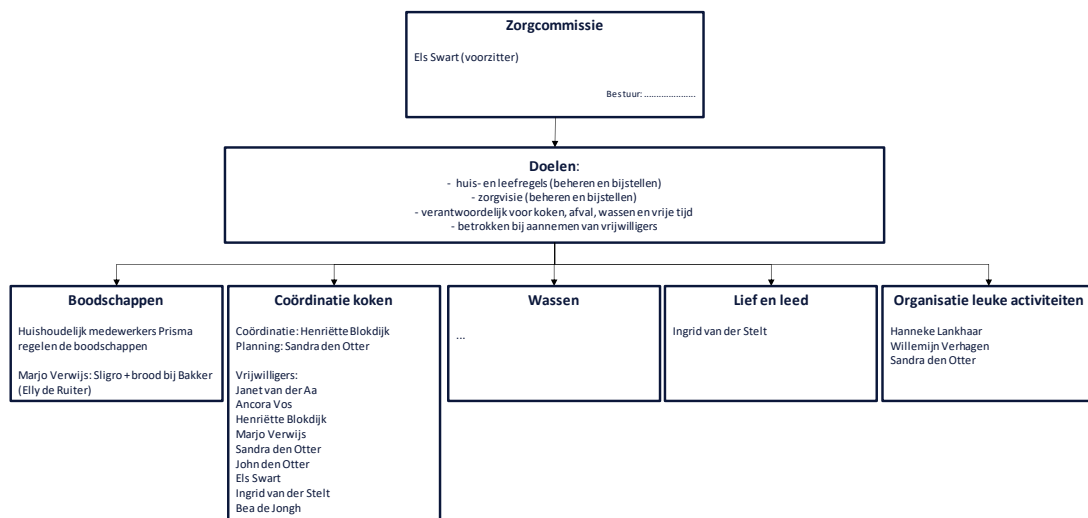 Zorgcommissie
Els Swart (voorzitter)
Bestuur: .....................
Doelen:
- huis- en leefregels (beheren en bijstellen)
- zorgvisie (beheren en bijstellen)
- verantwoordelijk voor koken, afval, wassen en vrije tijd
- betrokken bij aannemen van vrijwilligers
Boodschappen
Huishoudelijk medewerkers Prisma
regelen de boodschappen
Marjo Verwijs: Sligro + brood bij Bakker
(Elly de Ruiter)
Coördinatie koken
Coördinatie: Henriëtte Blokdijk
Planning: Sandra den Otter
Vrijwilligers:
Janet van der Aa
Ancora Vos
Henriëtte Blokdijk
Marjo Verwijs
Sandra den Otter
John den Otter
Els Swart
Ingrid van der Stelt
Bea de Jongh
Wassen
...
Lief en leed
Ingrid van der Stelt
Organisatie leuke activiteiten
Hanneke Lankhaar
Willemijn Verhagen
Sandra den Otter